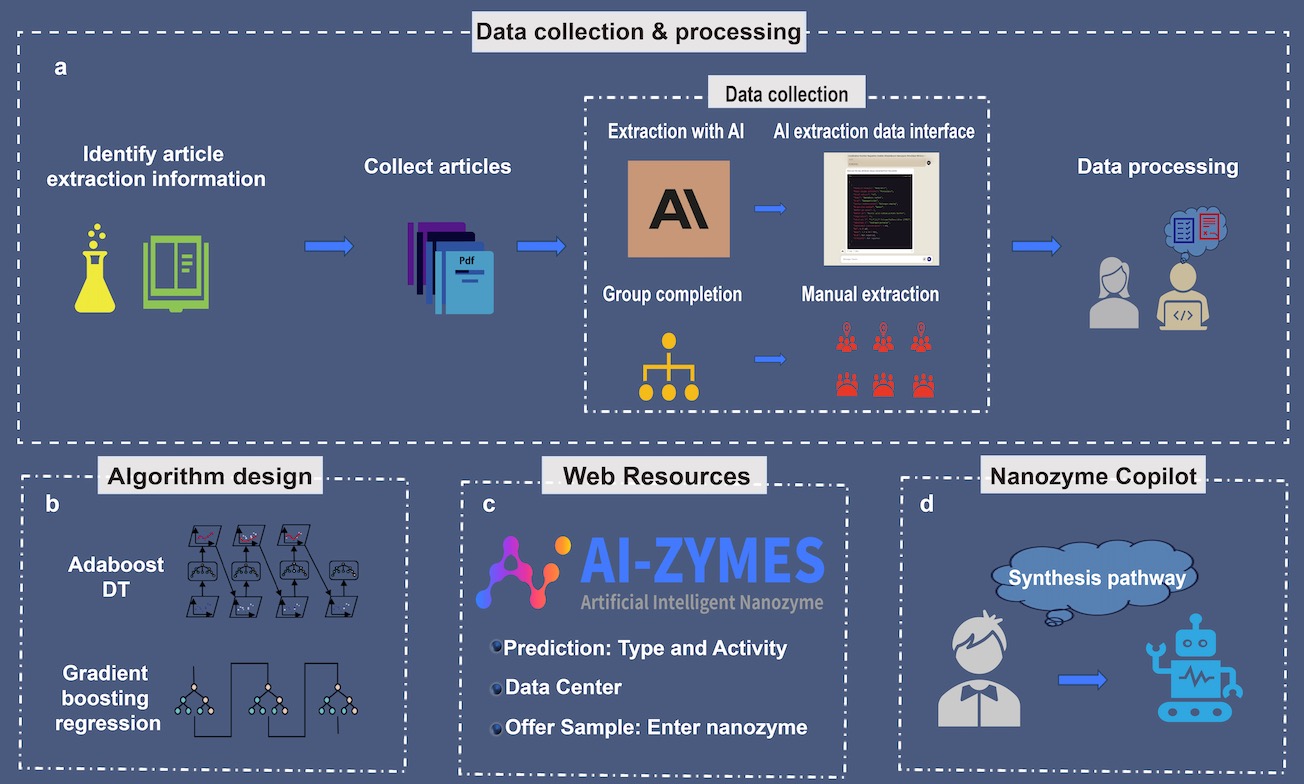 Data collection & processing
a
Identify article
extraction information
Collect articles
Pdf
Data collection
Extraction with AI
AI extraction data interface
AI
Group completion
Manual extraction
Data processing
</>
Algorithm design
b
Adaboost
DT
Gradient
boosting
regression
Web Resources
c
AI-ZYMES
Artificial Intelligent Nanozyme
Prediction: Type and Activity
Data Center
Offer Sample: Enter nanozyme
Nanozyme Copilot
d
Synthesis pathway